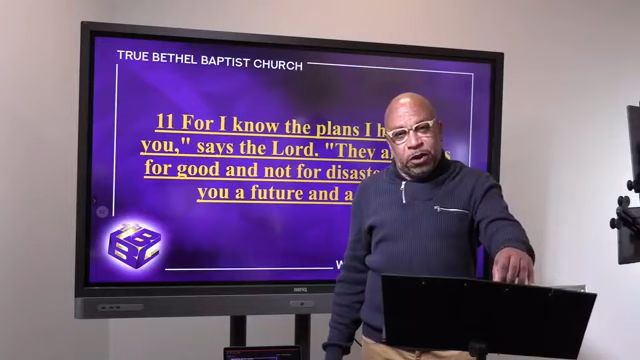 TRUE BETHEL BAPTIST CHURCH
11 For I know the plans I
you," says the Lord. "They
for good and not for
you a future and a
TBBC
BENQ